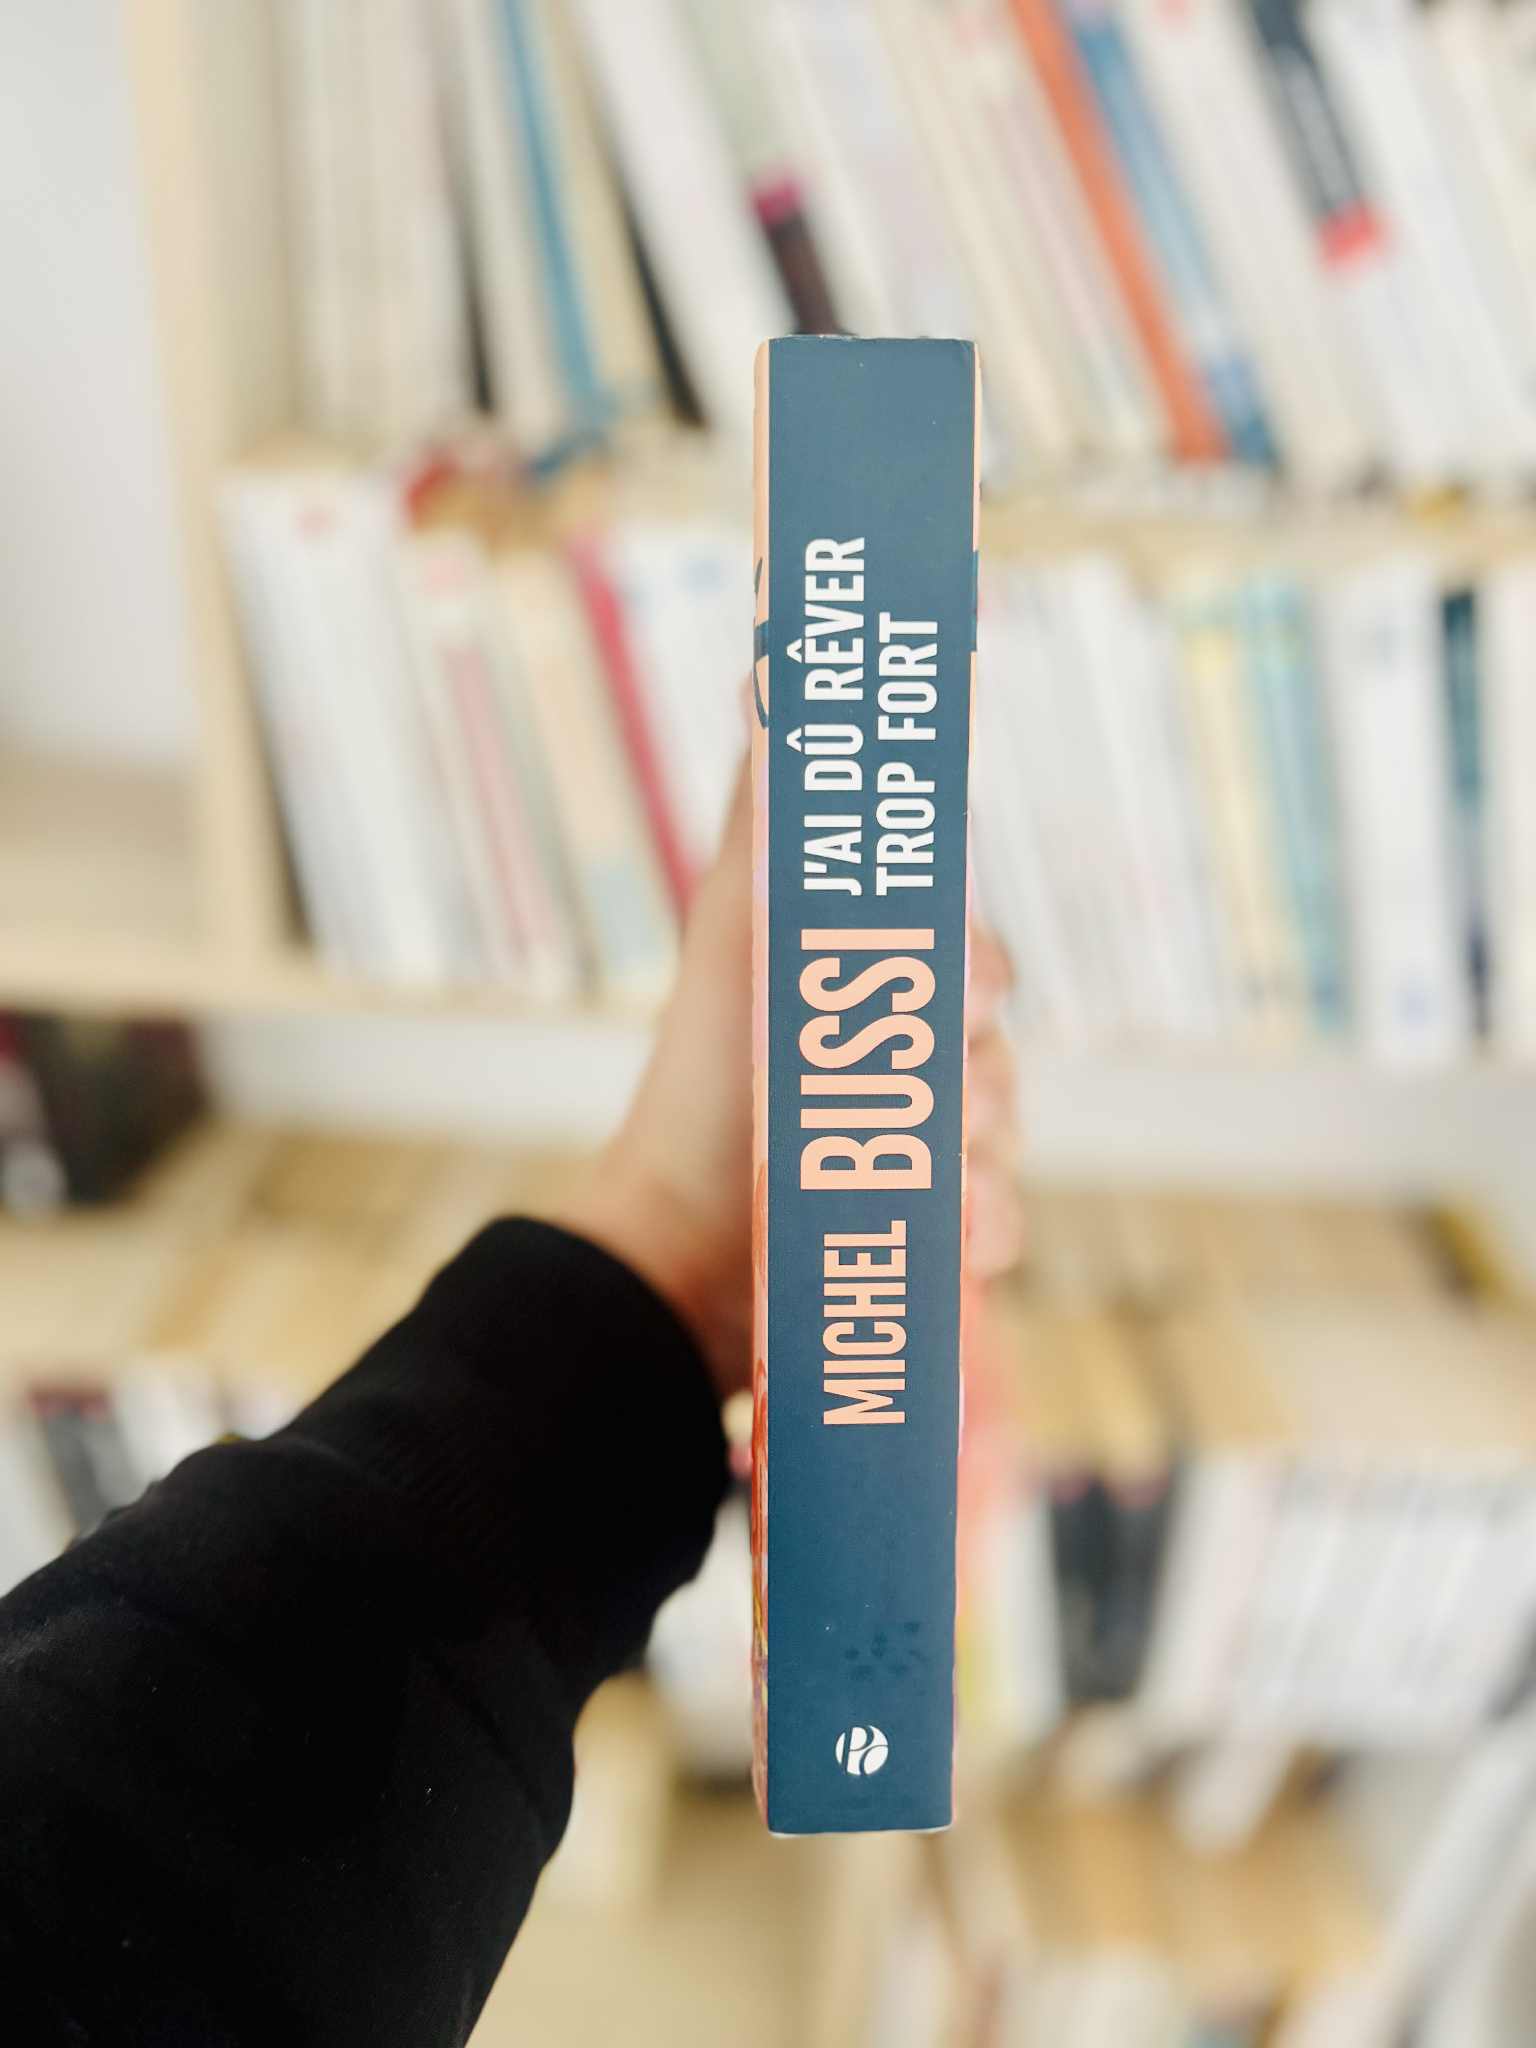 MICHEL BUSSI
J'AI DÛ RÊVER
TROP FORT